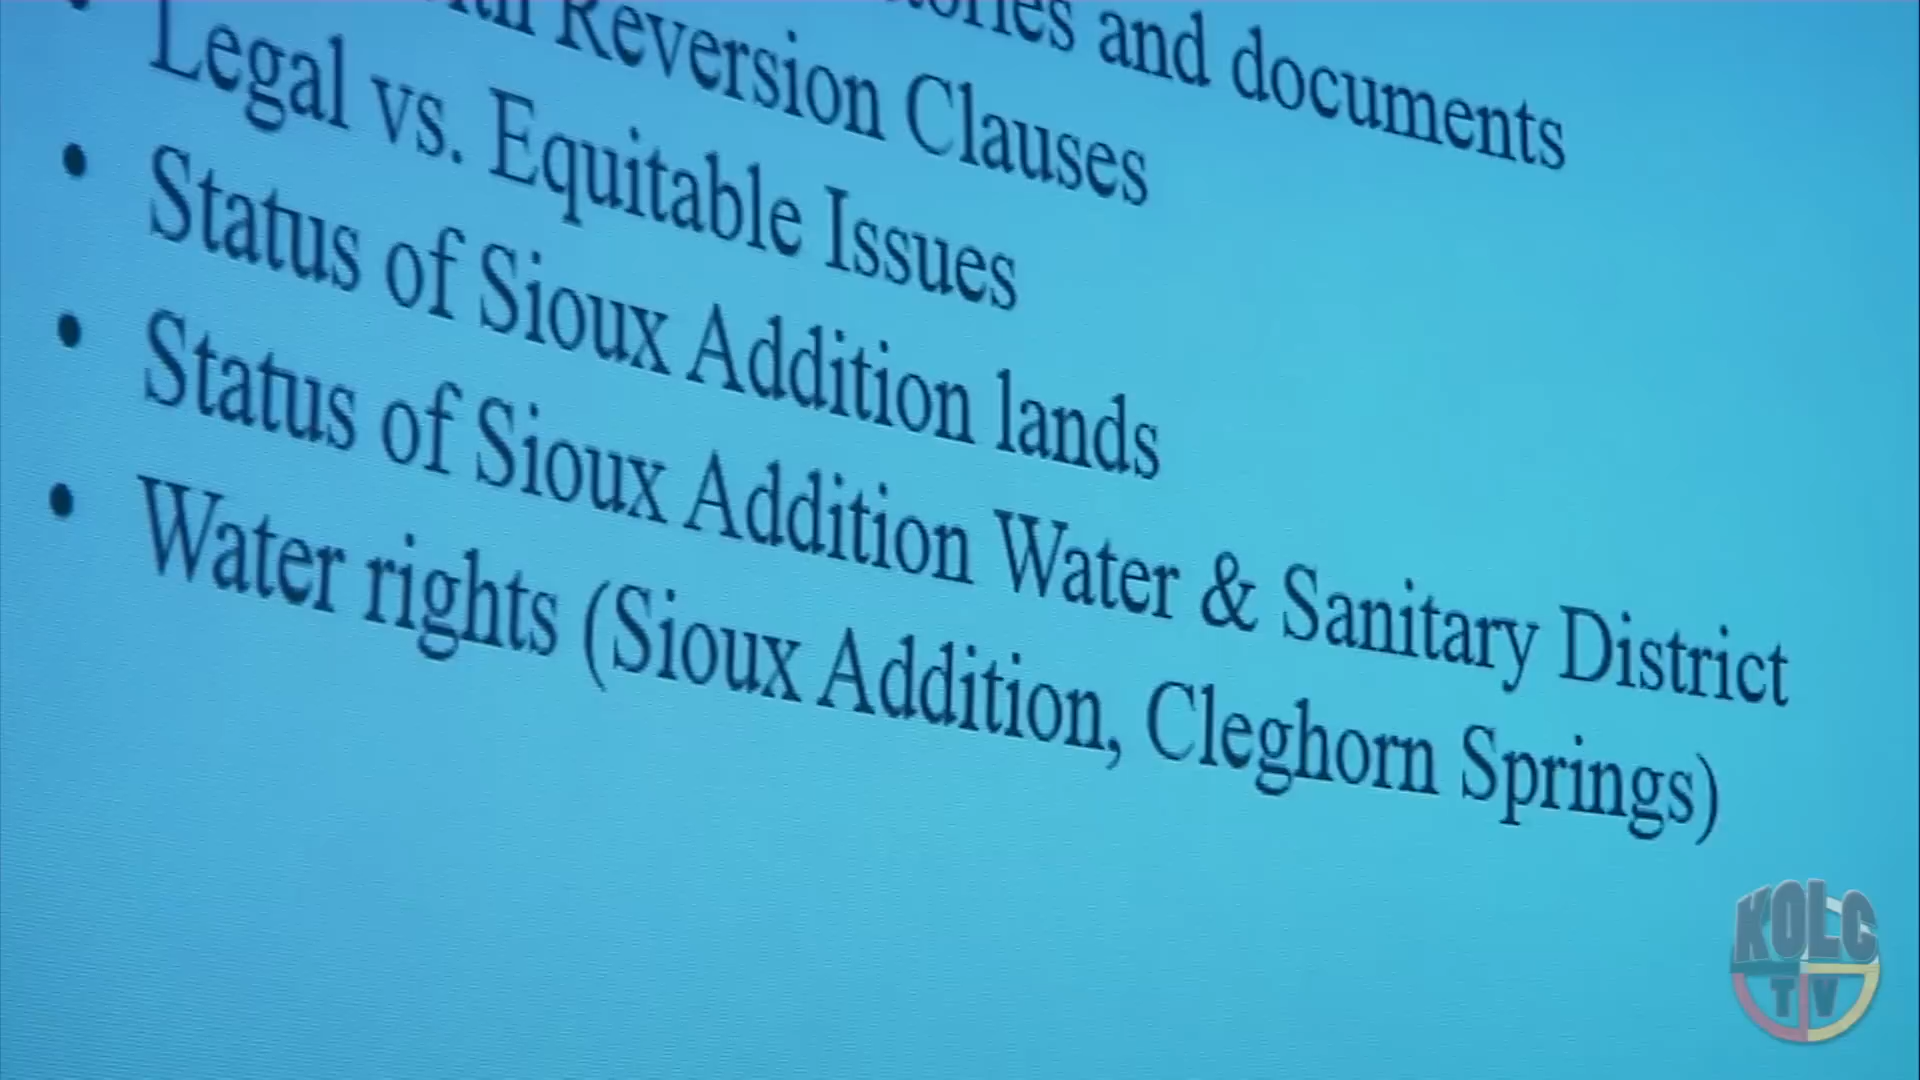 and documents
Reversion Clauses
Legal vs. Equitable Issues
• Status of Sioux Addition lands
• Status of Sioux Addition Water & Sanitary District
• Water rights (Sioux Addition, Cleghorn Springs)
KOLC
TV